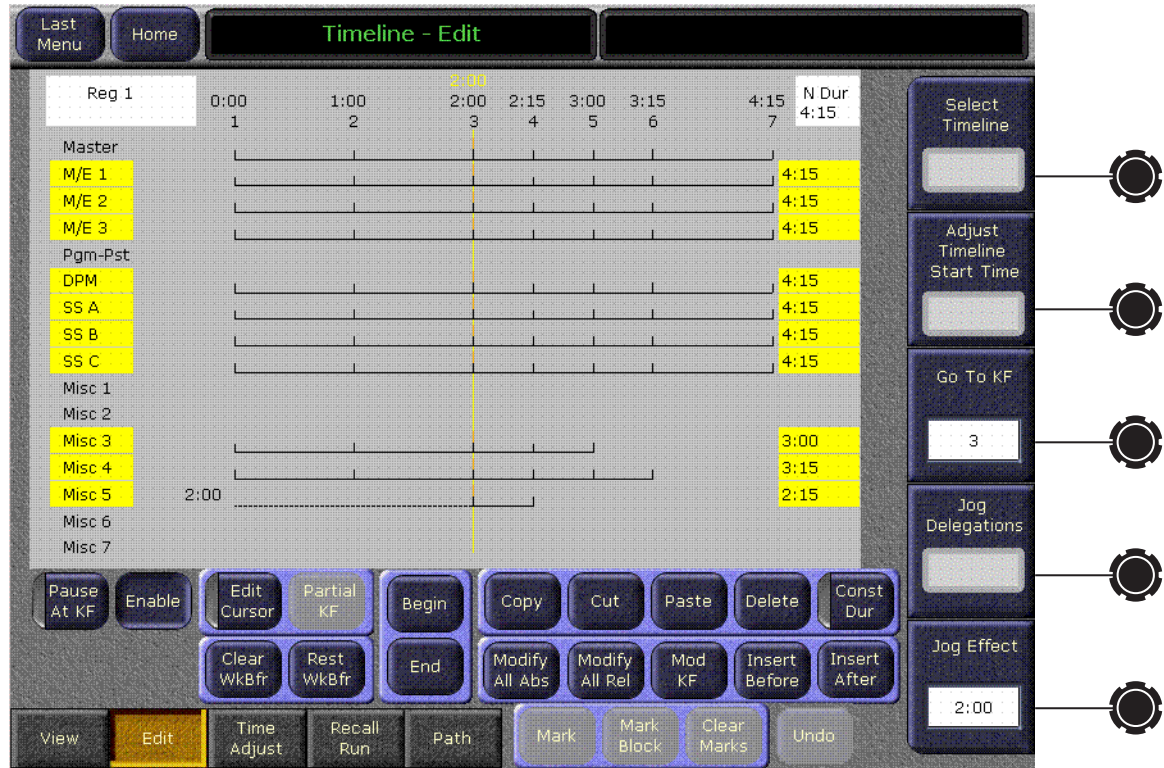 Last
Menu
Home
Timeline - Edit
2:00
Reg 1
0:00 1:00 2:00 2:15 3:00 3:15 4:15
N Dur
4:15
1 2 3 4 5 6 7
Master
M/E 1 4:15
M/E 2 4:15
M/E 3 4:15
Pgm-Pst
DPM 4:15
SS A 4:15
SS B 4:15
SS C 4:15
Misc 1
Misc 2
Misc 3 3:00
Misc 4 3:15
Misc 5 2:00 2:15
Misc 6
Misc 7
Select
Timeline
Adjust
Timeline
Start Time
Go To KF
3
Jog
Delegations
Jog Effect
2:00
Pause
At KF
Enable
Edit
Cursor
Partial
KF
Begin
Copy
Cut
Paste
Delete
Const
Dur
Clear
WkBfr
Rest
WkBfr
End
Modify
All Abs
Modify
All Rel
Mod
KF
Insert
Before
Insert
After
View
Edit
Time
Adjust
Recall
Run
Path
Mark
Mark
Block
Clear
Marks
Undo